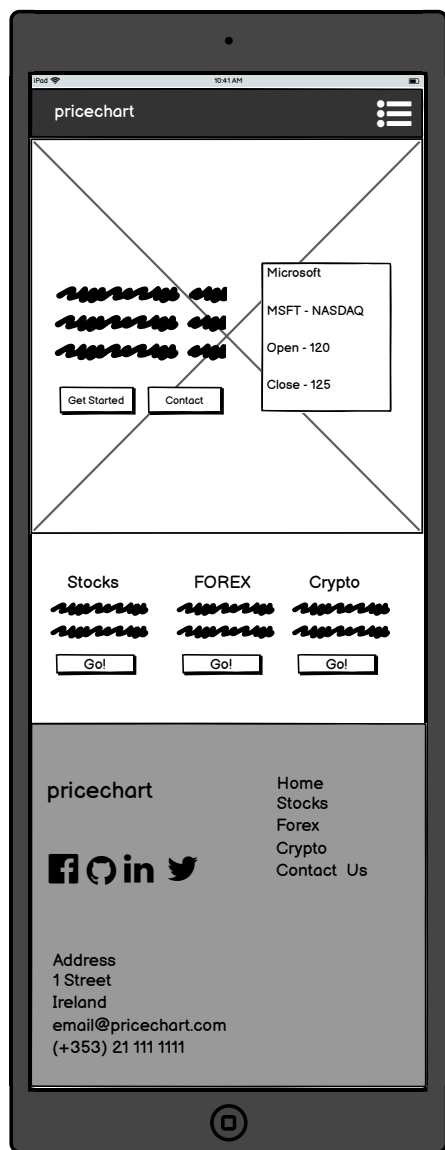 iPad 10:41 AM
pricechart
Microsoft
MSFT - NASDAQ
Open - 120
Close - 125
Get Started
Contact
Stocks
FOREX
Crypto
Go!
Go!
Go!
pricechart
Home
Stocks
Forex
Crypto
Contact Us
Address
1 Street
Ireland
email@pricechart.com
(+353) 21 111 1111